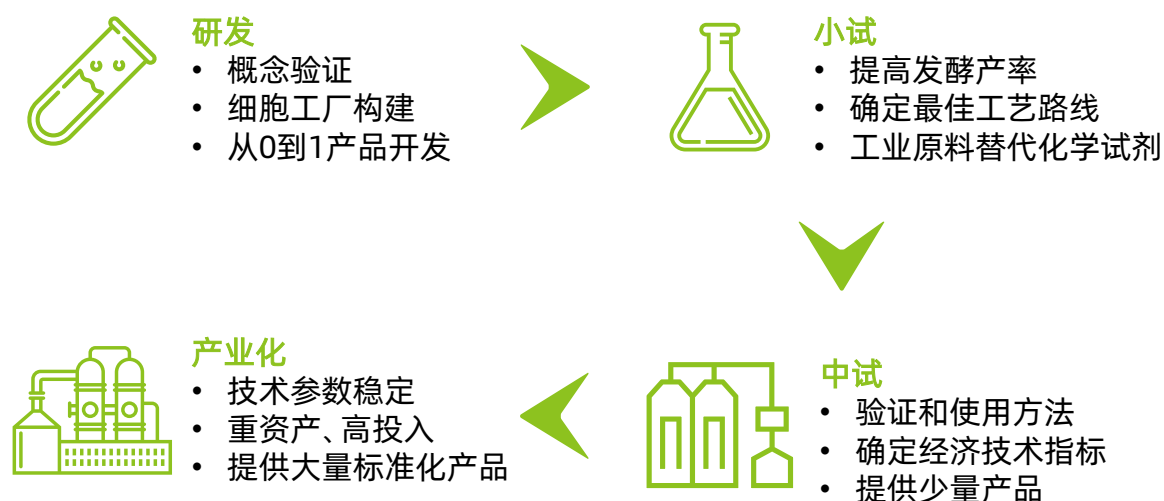 研发
• 概念验证
• 细胞工厂构建
• 从0到1产品开发
小试
• 提高发酵产率
• 确定最佳工艺路线
• 工业原料替代化学试剂
中试
• 验证和使用方法
• 确定经济技术指标
• 提供少量产品
产业化
• 技术参数稳定
• 重资产、高投入
• 提供大量标准化产品